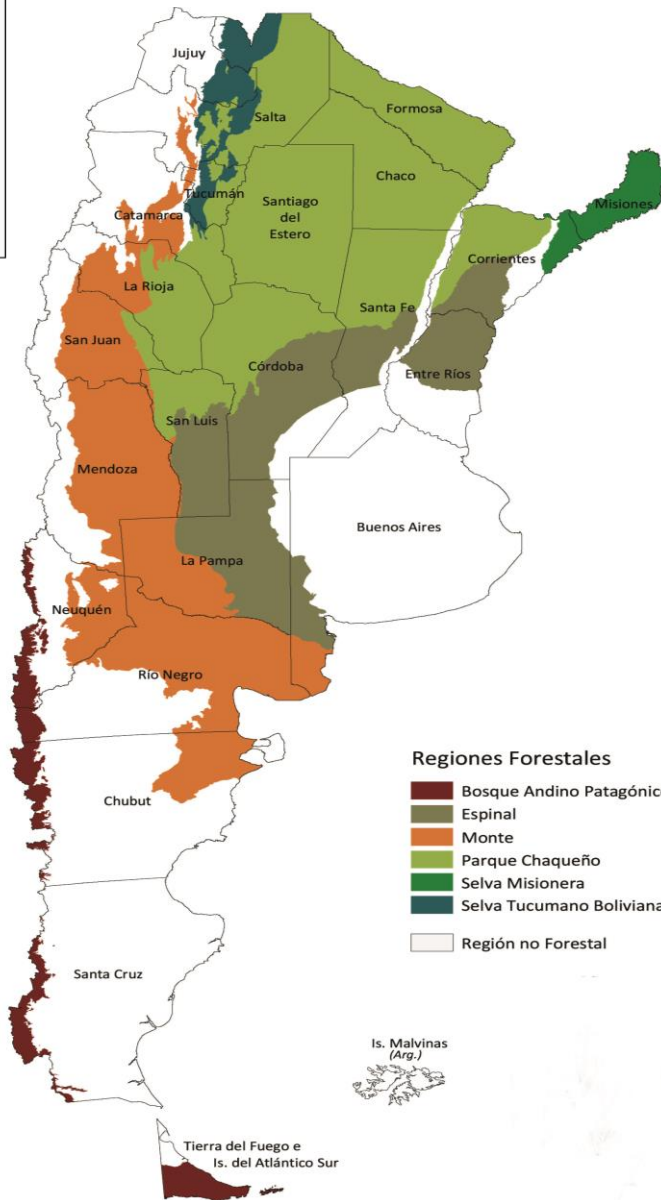 Jujuy
Salta
Formosa
Chaco
Tucumán
Santiago
del
Estero
Misiones
Catamarca
Corrientes
La Rioja
Santa Fe
San Juan
Córdoba
Entre Ríos
San Luis
Mendoza
Buenos Aires
La Pampa
Neuquén
Río Negro
Chubut
Santa Cruz
Regiones Forestales
Bosque Andino Patagónic
Espinal
Monte
Parque Chaqueño
Selva Misionera
Selva Tucumano Boliviana
Región no Forestal
Is. Malvinas
(Arg.)
Tierra del Fuego e
Is. del Atlántico Sur